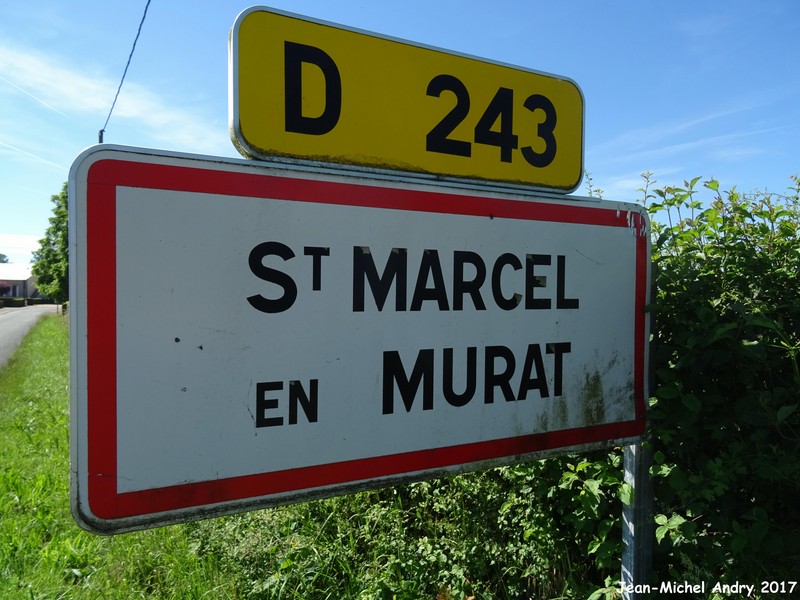 D 243
ST MARCEL
EN MURAT
Jean-Michel Andry 2017